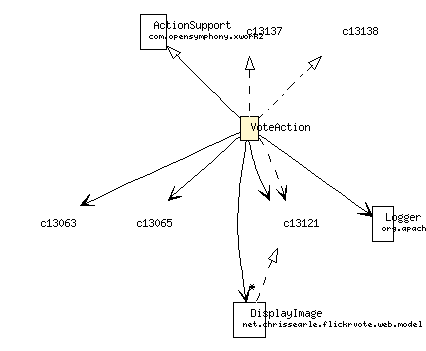 ActionSupport
com.opensymphony.xwork2
c13137
c13138
VoteAction
c13063
c13065
c13121
Logger
org.apach
*
DisplayImage
net.chrissearle.flickrvote.web.model